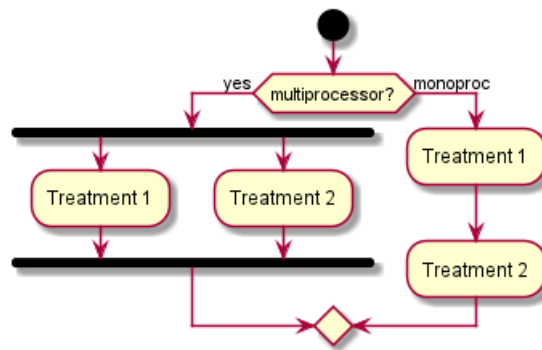 yes
multiprocessor?
monoproc
Treatment 1
Treatment 2
Treatment 1
Treatment 2